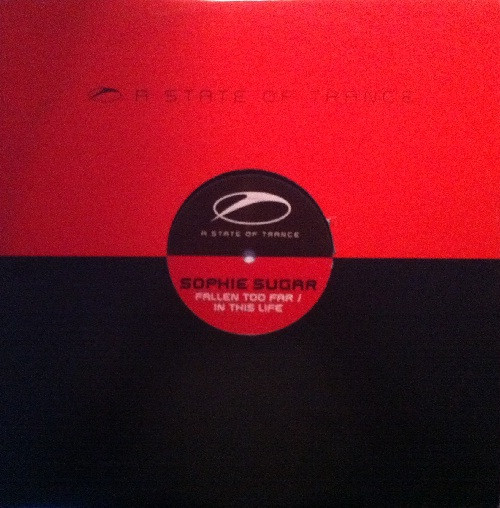 A STATE OF TRANCE
A STATE OF TRANCE
SOPHIE SUGAR
FALLEN TOO FAR /
IN THIS LIFE